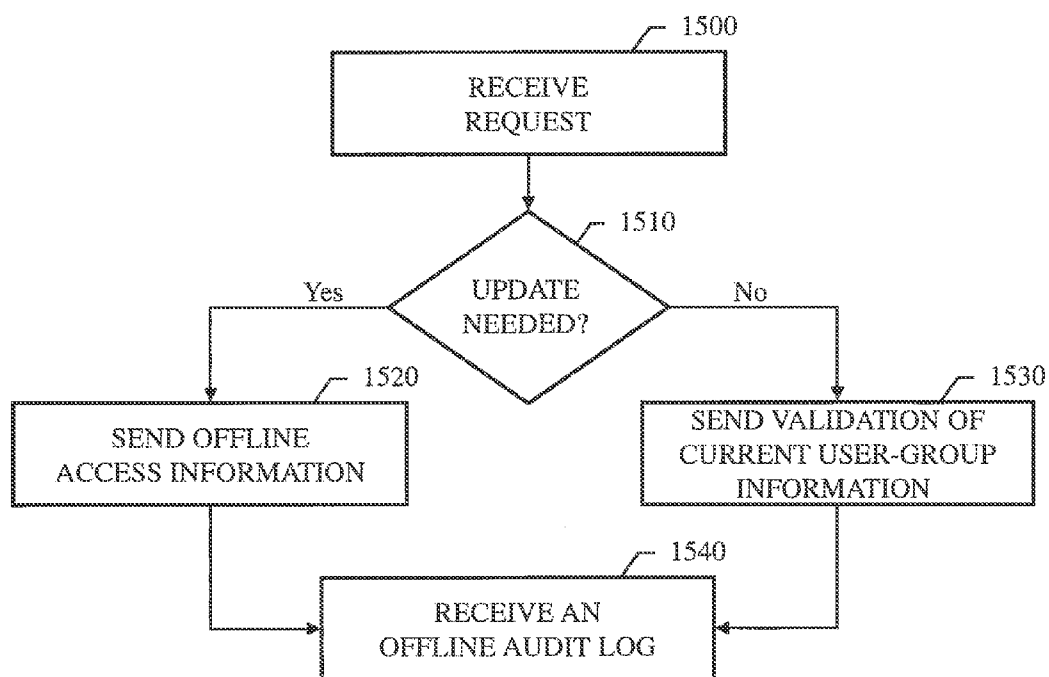 1500
RECEIVE
REQUEST
1510
UPDATE
NEEDED?
Yes
No
1520
SEND OFFLINE
ACCESS INFORMATION
1530
SEND VALIDATION OF
CURRENT USER-GROUP
INFORMATION
1540
RECEIVE AN
OFFLINE AUDIT LOG